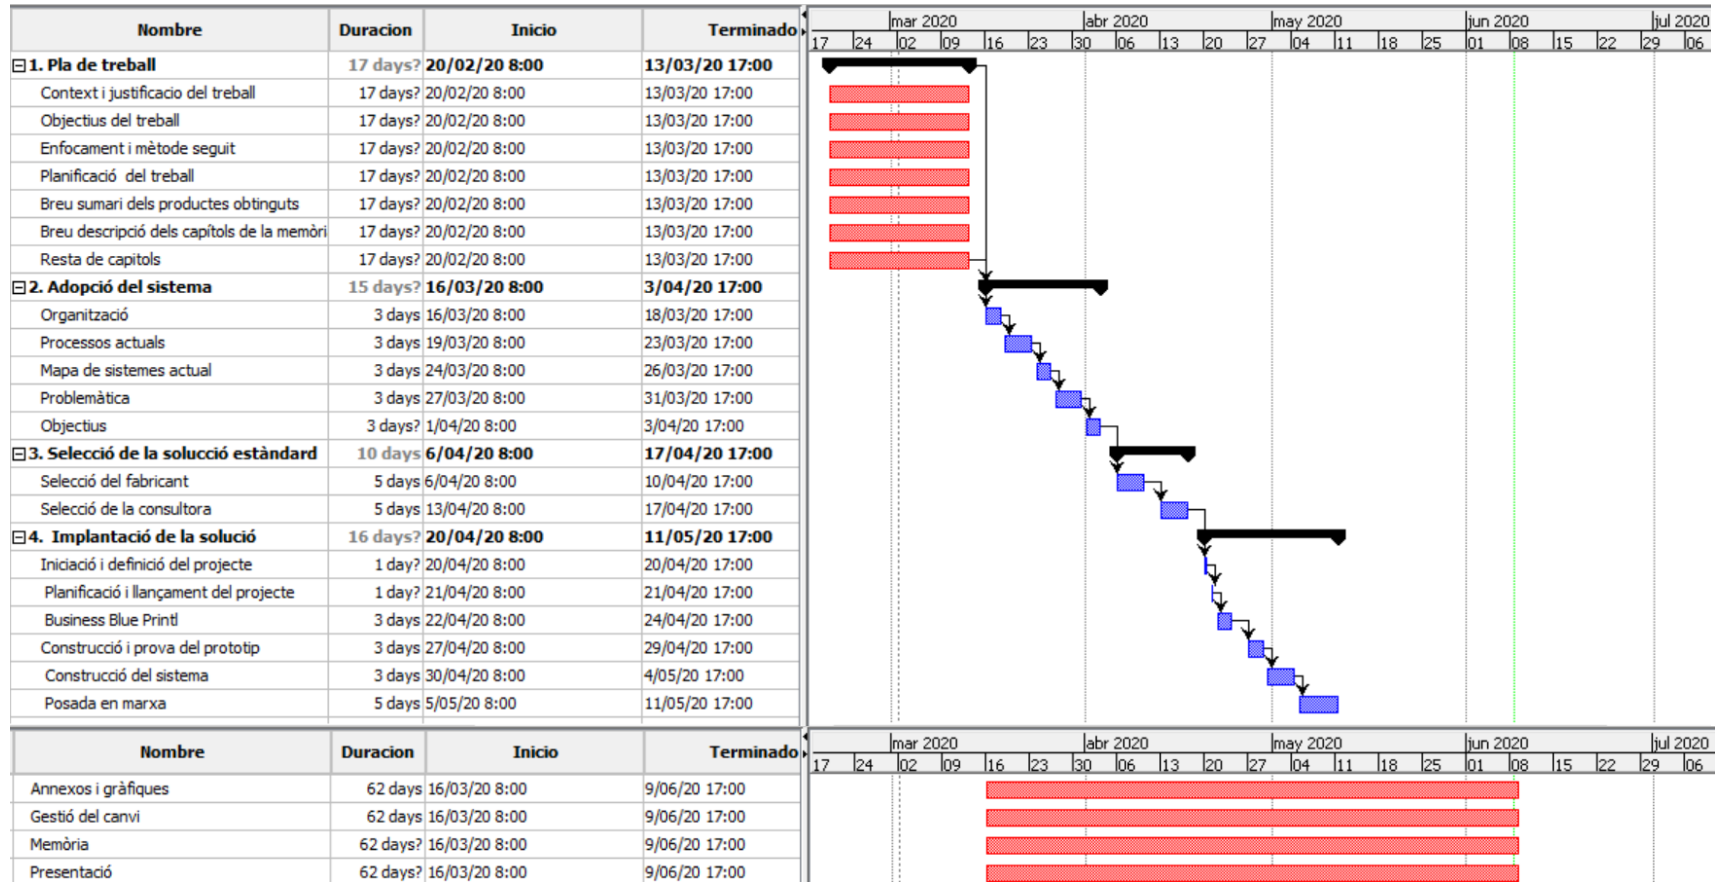 Nombre Duracion Inicio Terminado
mar 2020 abr 2020 may 2020 jun 2020 jul 2020
17 24 02 09 16 23 30 06 13 20 27 04 11 18 25 01 08 15 22 29 06
1. Pla de treball 17 days? 20/02/20 8:00 13/03/20 17:00
Context i justificacio del treball 17 days? 20/02/20 8:00 13/03/20 17:00
Objectius del treball 17 days? 20/02/20 8:00 13/03/20 17:00
Enfocament i mètode seguit 17 days? 20/02/20 8:00 13/03/20 17:00
Planificació del treball 17 days? 20/02/20 8:00 13/03/20 17:00
Breu sumari dels productes obtinguts 17 days? 20/02/20 8:00 13/03/20 17:00
Breu descripció dels capítols de la memòri 17 days? 20/02/20 8:00 13/03/20 17:00
Resta de capitols 17 days? 20/02/20 8:00 13/03/20 17:00
2. Adopció del sistema 15 days? 16/03/20 8:00 3/04/20 17:00
Organització 3 days 16/03/20 8:00 18/03/20 17:00
Processos actuals 3 days 19/03/20 8:00 23/03/20 17:00
Mapa de sistemes actual 3 days 24/03/20 8:00 26/03/20 17:00
Problemàtica 3 days 27/03/20 8:00 31/03/20 17:00
Objectius 3 days? 1/04/20 8:00 3/04/20 17:00
3. Selecció de la solucció estàndard 10 days 6/04/20 8:00 17/04/20 17:00
Selecció del fabricant 5 days 6/04/20 8:00 10/04/20 17:00
Selecció de la consultora 5 days 13/04/20 8:00 17/04/20 17:00
4. Implantació de la solució 16 days? 20/04/20 8:00 11/05/20 17:00
Iniciació i definició del projecte 1 day? 20/04/20 8:00 20/04/20 17:00
Planificació i llançament del projecte 1 day? 21/04/20 8:00 21/04/20 17:00
Business Blue Printl 3 days 22/04/20 8:00 24/04/20 17:00
Construcció i prova del prototip 3 days 27/04/20 8:00 29/04/20 17:00
Construcció del sistema 3 days 30/04/20 8:00 4/05/20 17:00
Posada en marxa 5 days 5/05/20 8:00 11/05/20 17:00
Nombre Duracion Inicio Terminado
mar 2020 abr 2020 may 2020 jun 2020 jul 2020
17 24 02 09 16 23 30 06 13 20 27 04 11 18 25 01 08 15 22 29 06
Annexos i gràfiques 62 days 16/03/20 8:00 9/06/20 17:00
Gestió del canvi 62 days 16/03/20 8:00 9/06/20 17:00
Memòria 62 days? 16/03/20 8:00 9/06/20 17:00
Presentació 62 days? 16/03/20 8:00 9/06/20 17:00